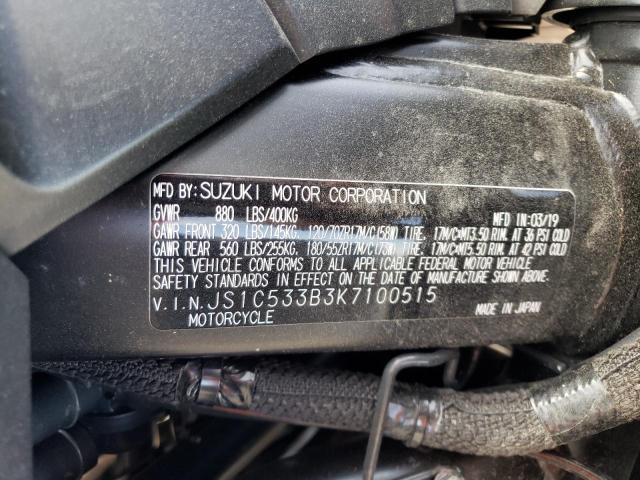 MFD BY: SUZUKI MOTOR CORPORATION
GVWR 880 LBS/400KG MFD IN:03/19
GAWR FRONT 320 LBS/145KG. 120/70ZR17M/C(58W) TIRE. 17M/C×MT3.50 RIM. AT 36 PSI COLD
GAWR REAR 560 LBS/255KG. 180/55ZR17M/C(73W) TIRE. 17M/C×MT5.50 RIM. AT 42 PSI COLD
THIS VEHICLE CONFORMS TO ALL APPLICABLE FEDERAL MOTOR VEHICLE
SAFETY STANDARDS IN EFFECT ON THE DATE OF MANUFACTURE SHOWN ABOVE.
V.I.N.JS1C533B3K7100515
MOTORCYCLE MADE IN JAPAN